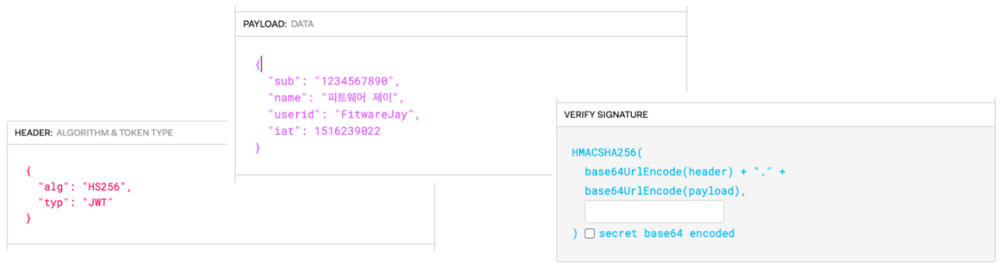 HEADER: ALGORITHM & TOKEN TYPE
{
"alg": "HS256",
"typ": "JWT"
}
PAYLOAD: DATA
{
"sub": "1234567890",
"name": "피트웨어 제이",
"userid": "FitwareJay",
"iat": 1516239022
}
VERIFY SIGNATURE
HMACSHA256(
base64UrlEncode(header) + "." +
base64UrlEncode(payload),
) secret base64 encoded